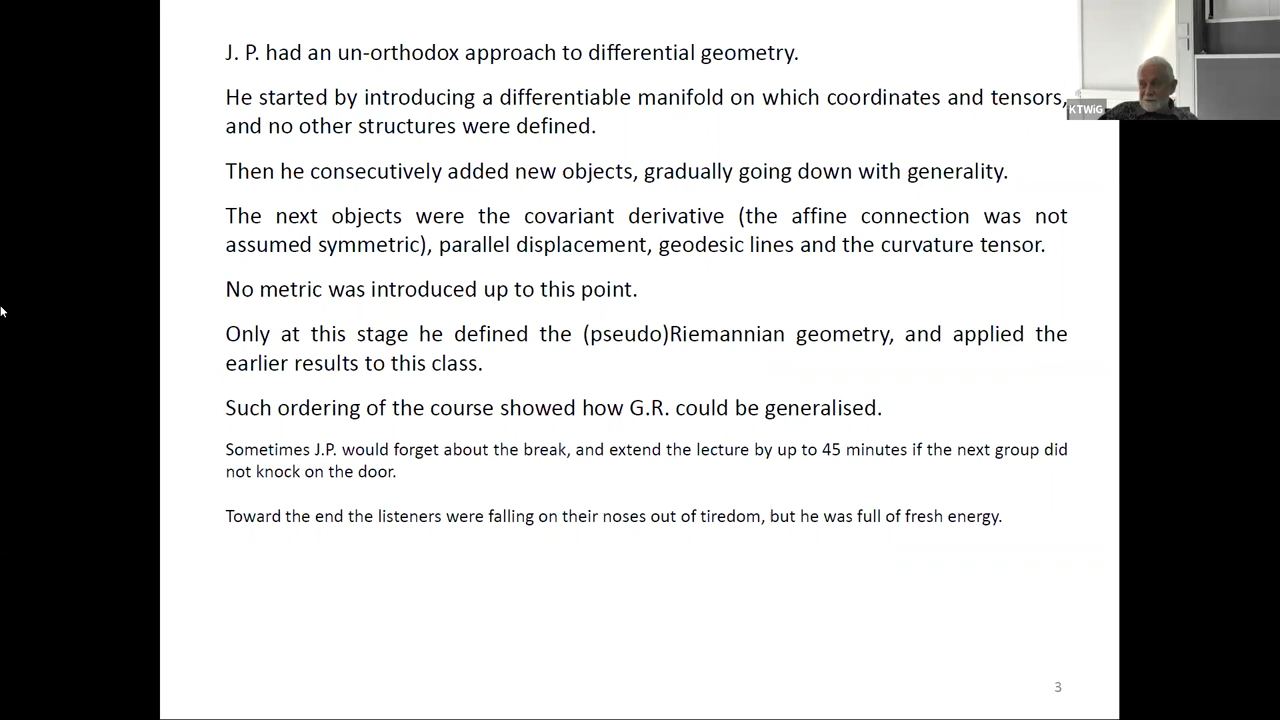 J. P. had an un-orthodox approach to differential geometry.
He started by introducing a differentiable manifold on which coordinates and tensors,
and no other structures were defined.
Then he consecutively added new objects, gradually going down with generality.
The next objects were the covariant derivative (the affine connection was not
assumed symmetric), parallel displacement, geodesic lines and the curvature tensor.
No metric was introduced up to this point.
Only at this stage he defined the (pseudo)Riemannian geometry, and applied the
earlier results to this class.
Such ordering of the course showed how G.R. could be generalised.
Sometimes J.P. would forget about the break, and extend the lecture by up to 45 minutes if the next group did
not knock on the door.
Toward the end the listeners were falling on their noses out of tiredom, but he was full of fresh energy.
3
KTWiG